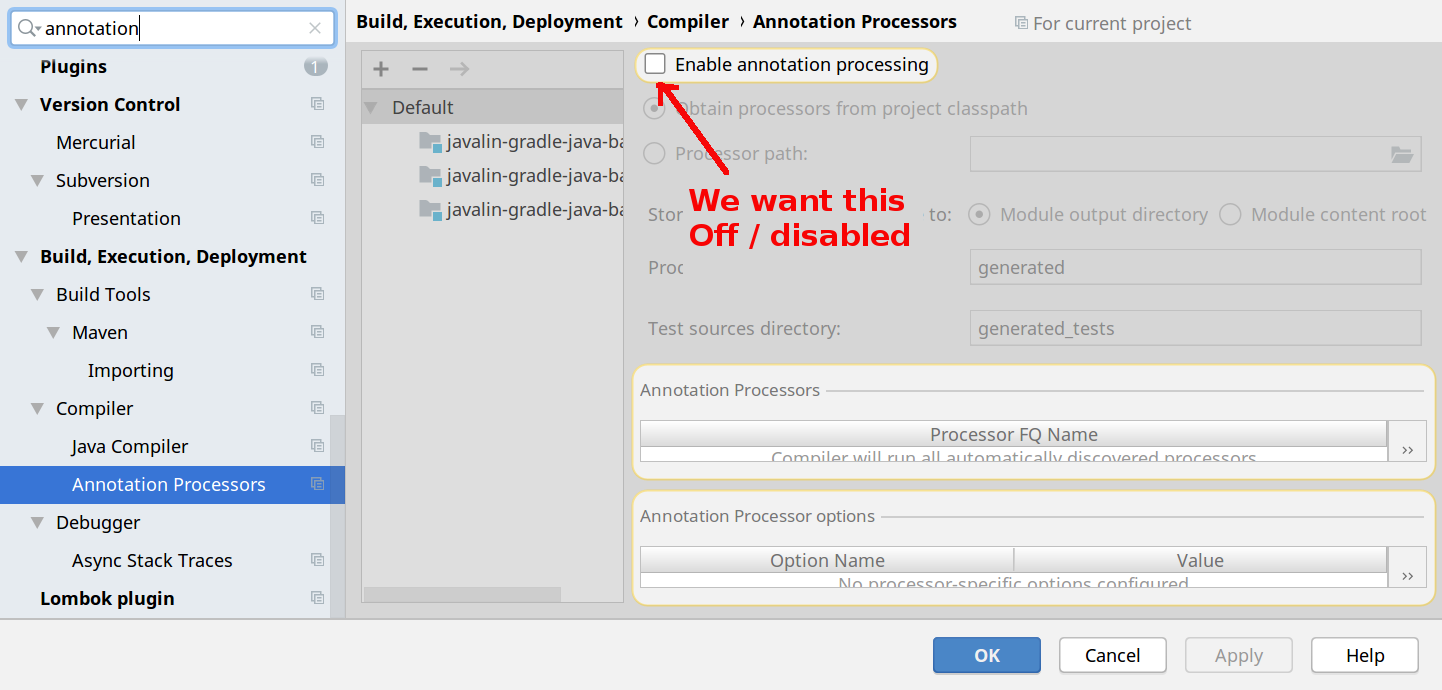 annotation
Plugins 1
Version Control
Mercurial
Subversion
Presentation
Build, Execution, Deployment
Build Tools
Maven
Importing
Compiler
Java Compiler
Annotation Processors
Debugger
Async Stack Traces
Lombok plugin
Build, Execution, Deployment › Compiler › Annotation Processors For current project
Default
javalin-gradle-java-ba
javalin-gradle-java-ba
javalin-gradle-java-ba
Enable annotation processing
Obtain processors from project classpath
Processor path:
We want this
Off / disabled
Stor to: Module output directory Module content root
Proc generated
Test sources directory: generated_tests
Annotation Processors
Processor FQ Name
Compiler will run all automatically discovered processors
Annotation Processor options
Option Name Value
No processor-specific options configured
OK Cancel Apply Help